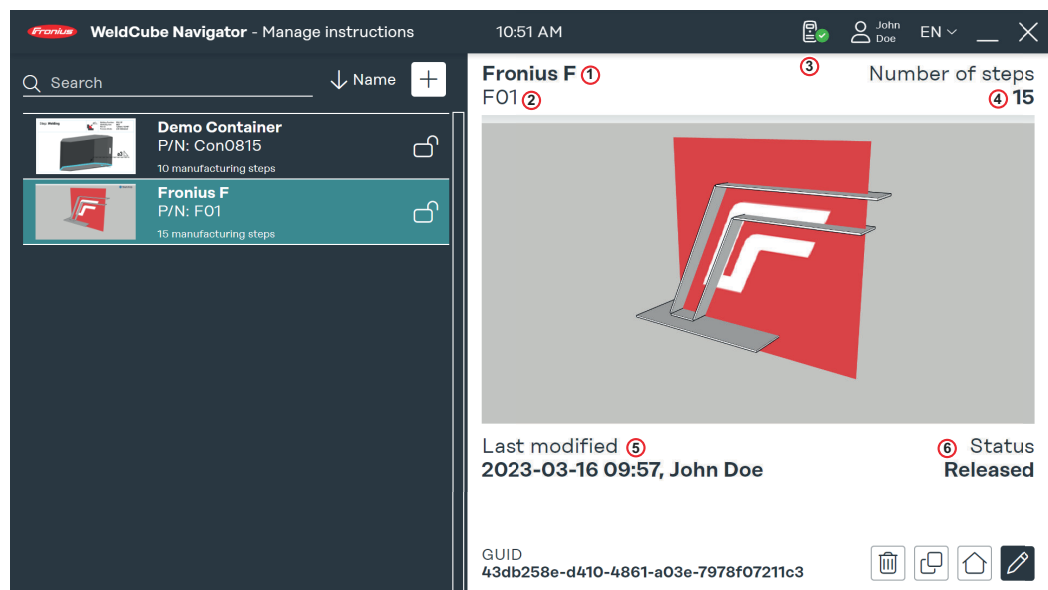 Fronius WeldCube Navigator - Manage instructions 10:51 AM John Doe EN
Search Name +
Demo Container
P/N: Con0815
10 manufacturing steps
Fronius F
P/N: F01
15 manufacturing steps
Fronius F 1
F01 2
3
Number of steps
4 15
Last modified 5
2023-03-16 09:57, John Doe
6 Status
Released
GUID
43db258e-d410-4861-a03e-7978f07211c3